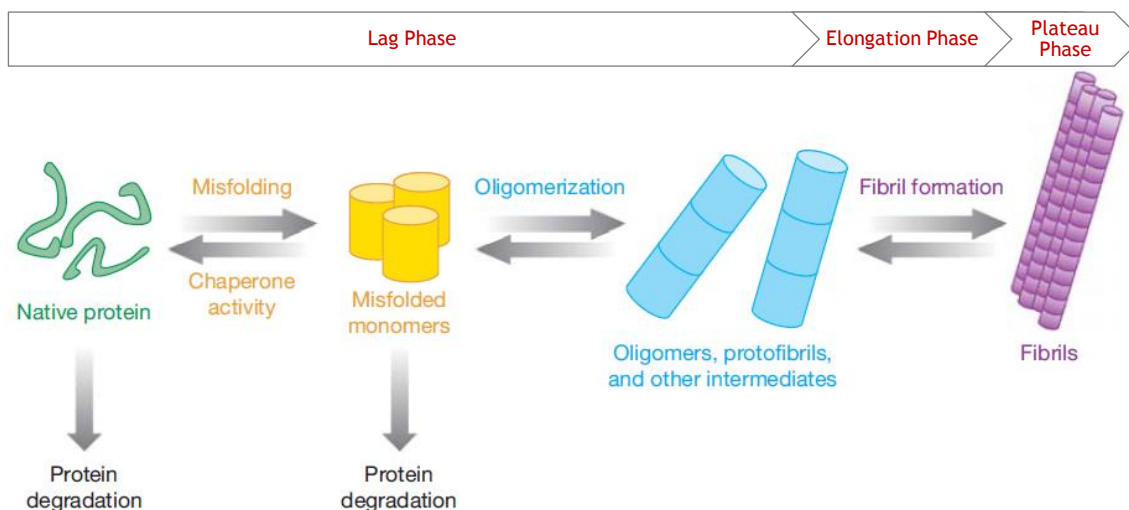 Lag Phase
Elongation Phase
Plateau
Phase
Misfolding
Oligomerization
Fibril formation
Chaperone
activity
Native protein
Misfolded
monomers
Oligomers, protofibrils,
and other intermediates
Fibrils
Protein
degradation
Protein
degradation